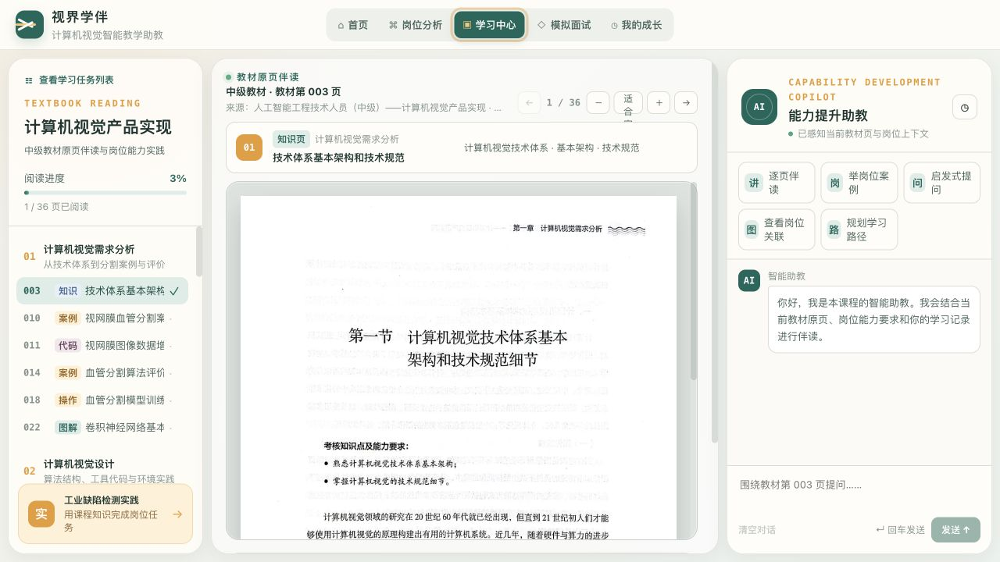 视界学伴
计算机视觉智能教学助教
首页
岗位分析
学习中心
模拟面试
我的成长
查看学习任务列表
TEXTBOOK READING
计算机视觉产品实现
中级教材原页伴读与岗位能力实践
阅读进度 3%
1 / 36 页已阅读
01 计算机视觉需求分析
从技术体系到分割案例与评价
003 知识 技术体系基本架构 ✓
010 案例 视网膜血管分割案 ·
011 代码 视网膜图像数据增 ·
014 案例 血管分割算法评价 ·
018 操作 血管分割模型训练 ·
022 图解 卷积神经网络基本 ·
02 计算机视觉设计
算法结构、工具代码与环境实践
实
工业缺陷检测实践
用课程知识完成岗位任
务
→
教材原页伴读
中级教材 · 教材第 003 页
来源：人工智能工程技术人员（中级）——计算机视觉产品实现 · ...
← 1 / 36 − 适
合
+ →
01
知识页 计算机视觉需求分析
技术体系基本架构和技术规范
计算机视觉技术体系 · 基本架构 · 技术规范
第一章 计算机视觉需求分析
第一节 计算机视觉技术体系基本
架构和技术规范细节
考核知识点及能力要求：
• 熟悉计算机视觉技术体系基本架构；
• 掌握计算机视觉的技术规范细节。
计算机视觉领域的研究在 20 世纪 60 年代就已经出现，但直到 21 世纪初人们才能
够使用计算机视觉的原理构建出有用的计算机系统。近几年，随着硬件与算力的进步
AI
CAPABILITY DEVELOPMENT
COPILOT
能力提升助教
已感知当前教材页与岗位上下文
讲 逐页伴
读
岗 举岗位案
例
问 启发式提
问
图 查看岗位
关联
路 规划学习
路径
AI 智能助教
你好，我是本课程的智能助教。我会结合当
前教材原页、岗位能力要求和你的学习记录
进行伴读。
围绕教材第 003 页提问……
清空对话
↵ 回车发送
发送 ↑